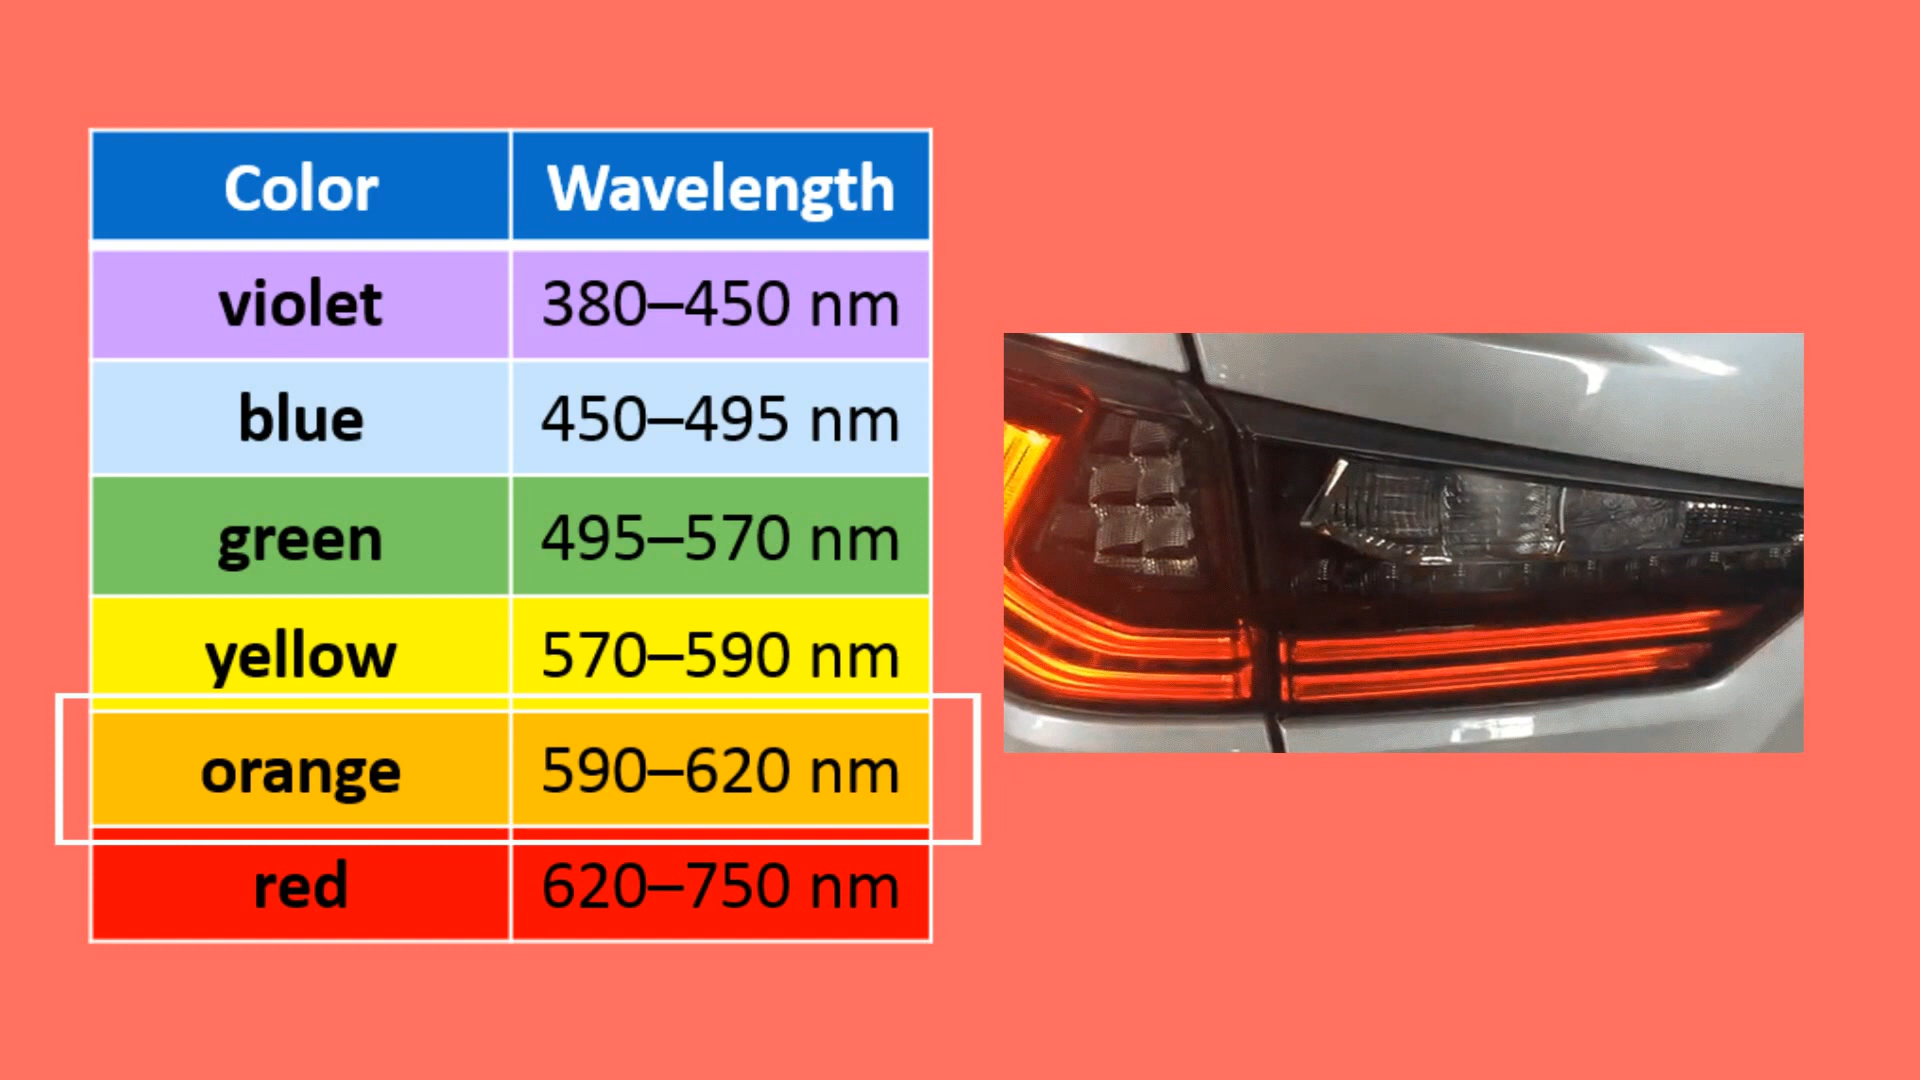 Color Wavelength
violet 380–450 nm
blue 450–495 nm
green 495–570 nm
yellow 570–590 nm
orange 590–620 nm
red 620–750 nm